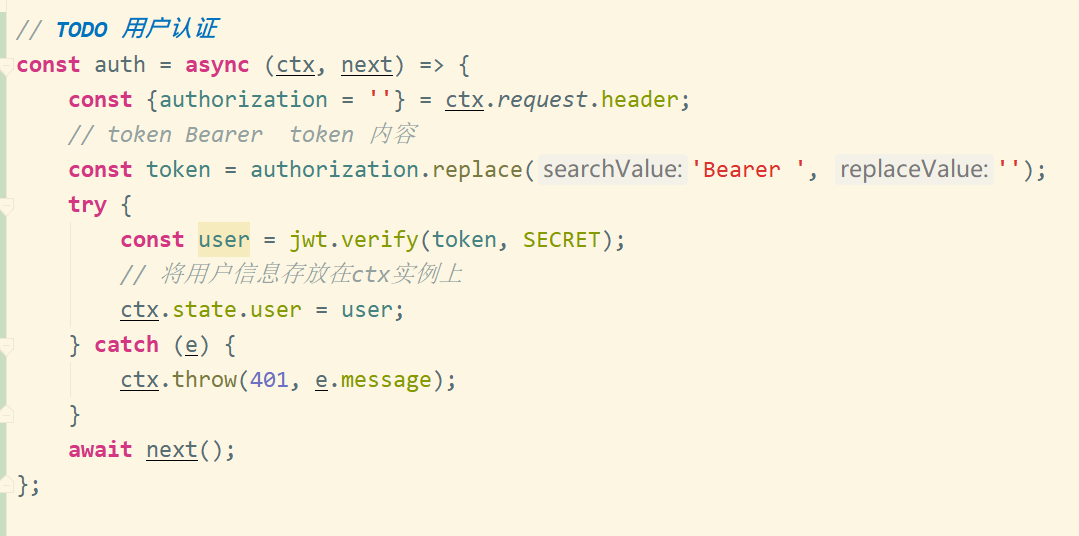 // TODO 用户认证
const auth = async (ctx, next) => {
const {authorization = ''} = ctx.request.header;
// token Bearer  token 内容
const token = authorization.replace( searchValue: 'Bearer ', replaceValue: '');
try {
const user = jwt.verify(token, SECRET);
// 将用户信息存放在ctx实例上
ctx.state.user = user;
} catch (e) {
ctx.throw(401, e.message);
}
await next();
};